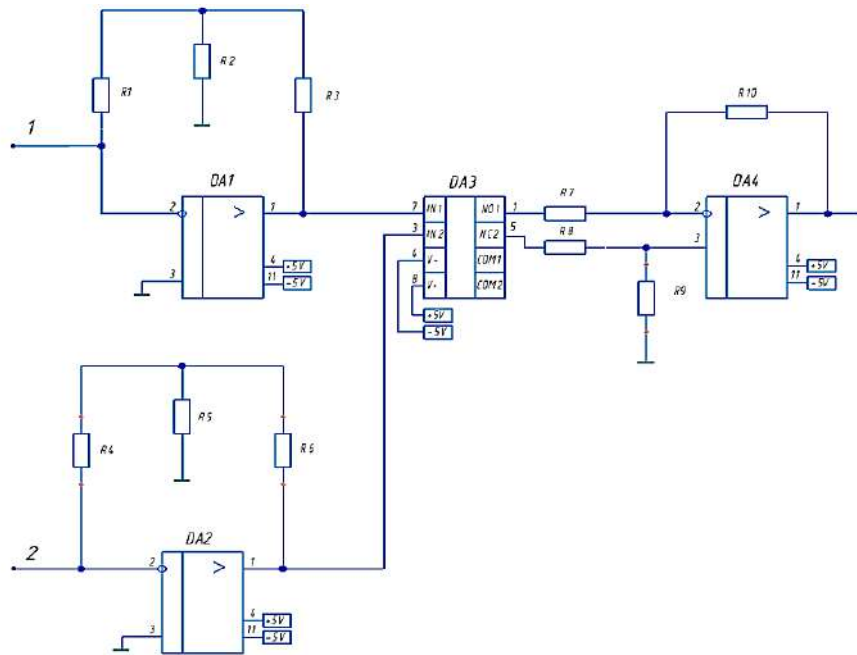 R1
R2
R3
1
DA1
2
1
3
4
+5V
11
-5V
DA3
7
IN1
NO1
1
3
IN2
NC2
5
4
V-
COM1
8
V+
COM2
+5V
-5V
R7
R8
R9
R10
DA4
2
1
3
4
+5V
11
-5V
R4
R5
R6
2
DA2
2
1
3
4
+5V
11
-5V